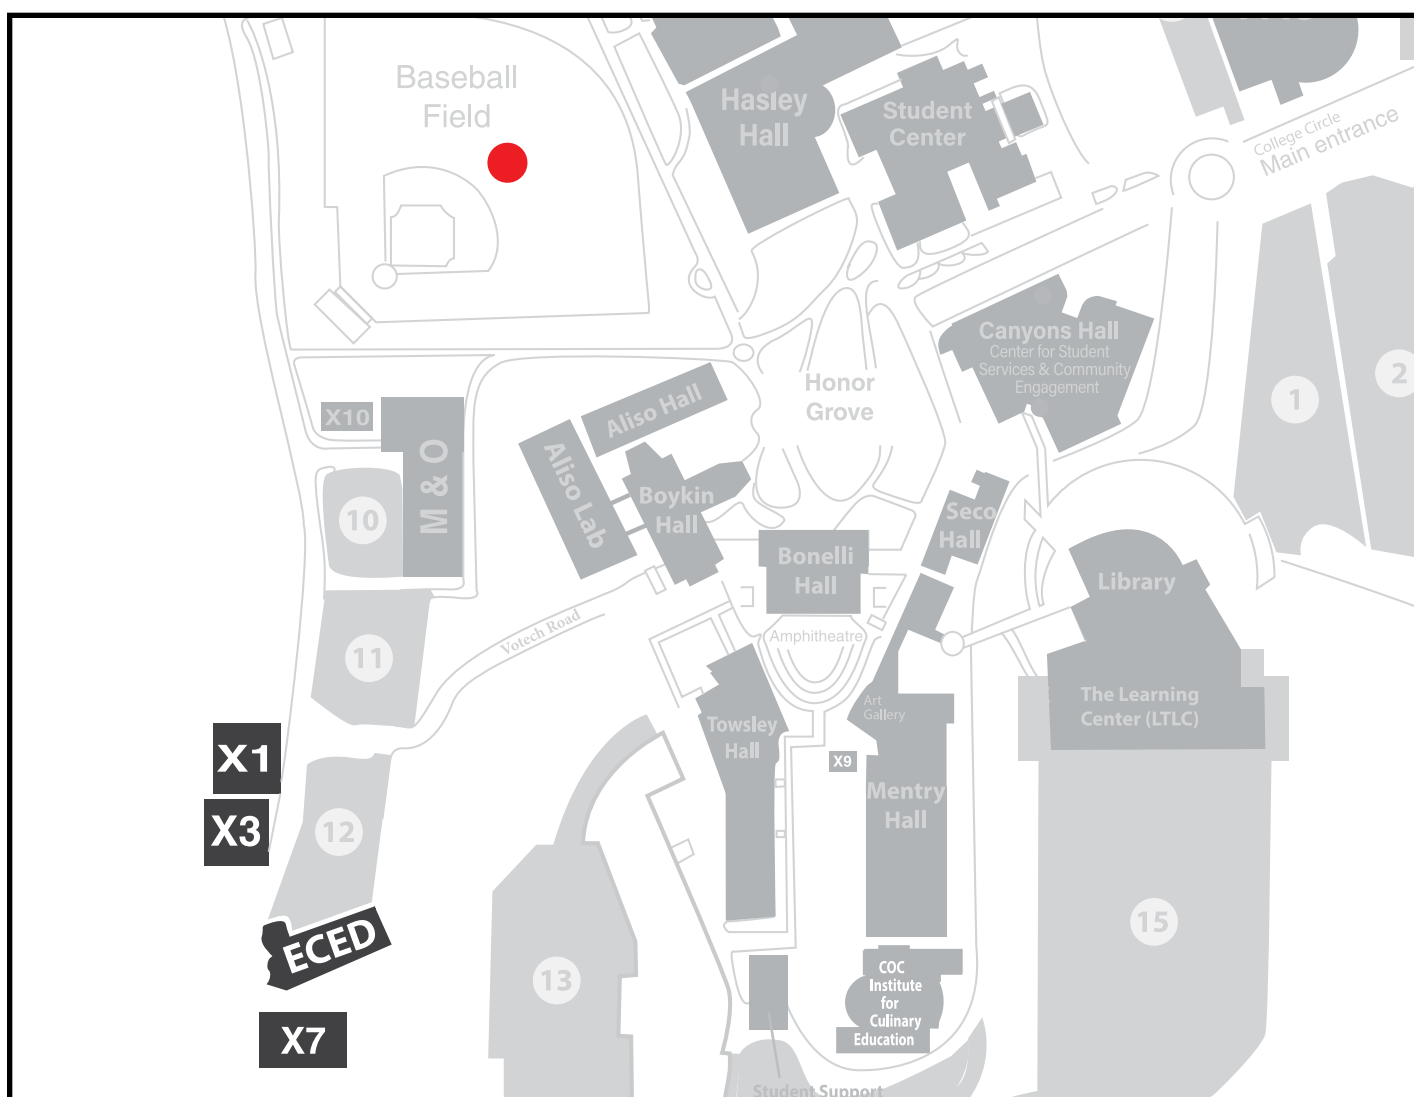 Baseball
Field
Hasley
Hall
Student
Center
College Circle
Main entrance
Canyons Hall
Center for Student
Services & Community
Engagement
Honor
Grove
1
2
X10
M & O
10
Aliso Hall
Aliso Lab
Boykin
Hall
Seco
Hall
Bonelli
Hall
Library
Amphitheatre
Votech Road
11
Art
Gallery
The Learning
Center (LTLC)
Towsley
Hall
X9
X1
X3
12
Mentry
Hall
15
ECED
13
COC
Institute
for
Culinary
Education
X7
Student Support